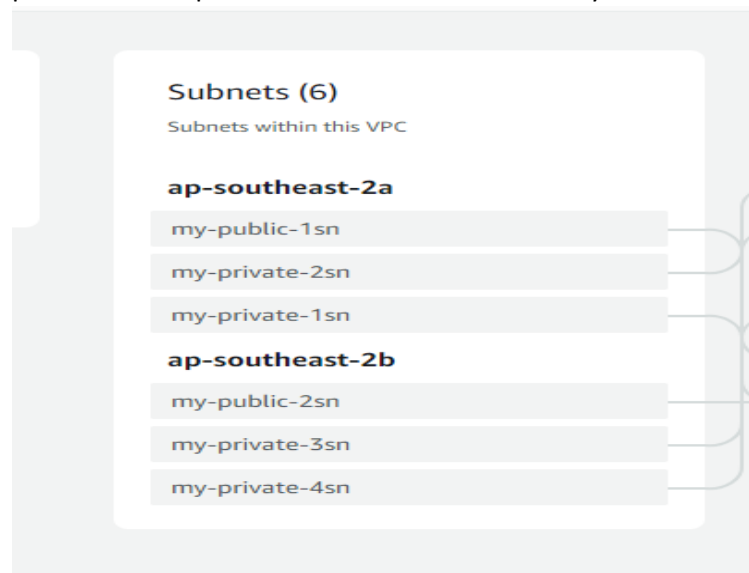 Subnets (6)
Subnets within this VPC
ap-southeast-2a
my-public-1sn
my-private-2sn
my-private-1sn
ap-southeast-2b
my-public-2sn
my-private-3sn
my-private-4sn